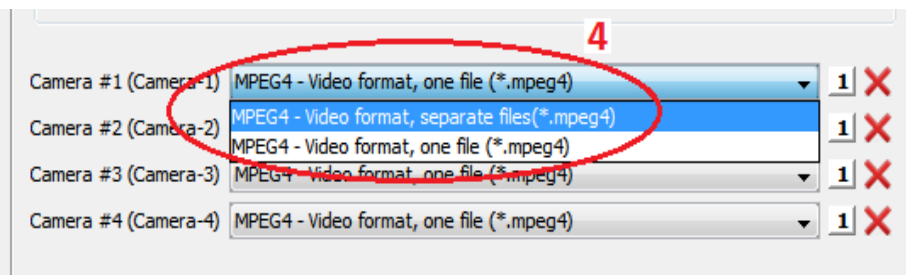 4
Camera #1 (Camera-1) MPEG4 - Video format, one file (*.mpeg4) 1
MPEG4 - Video format, separate files(*.mpeg4)
Camera #2 (Camera-2) 1
MPEG4 - Video format, one file (*.mpeg4)
Camera #3 (Camera-3) MPEG4 - Video format, one file (*.mpeg4) 1
Camera #4 (Camera-4) MPEG4 - Video format, one file (*.mpeg4) 1